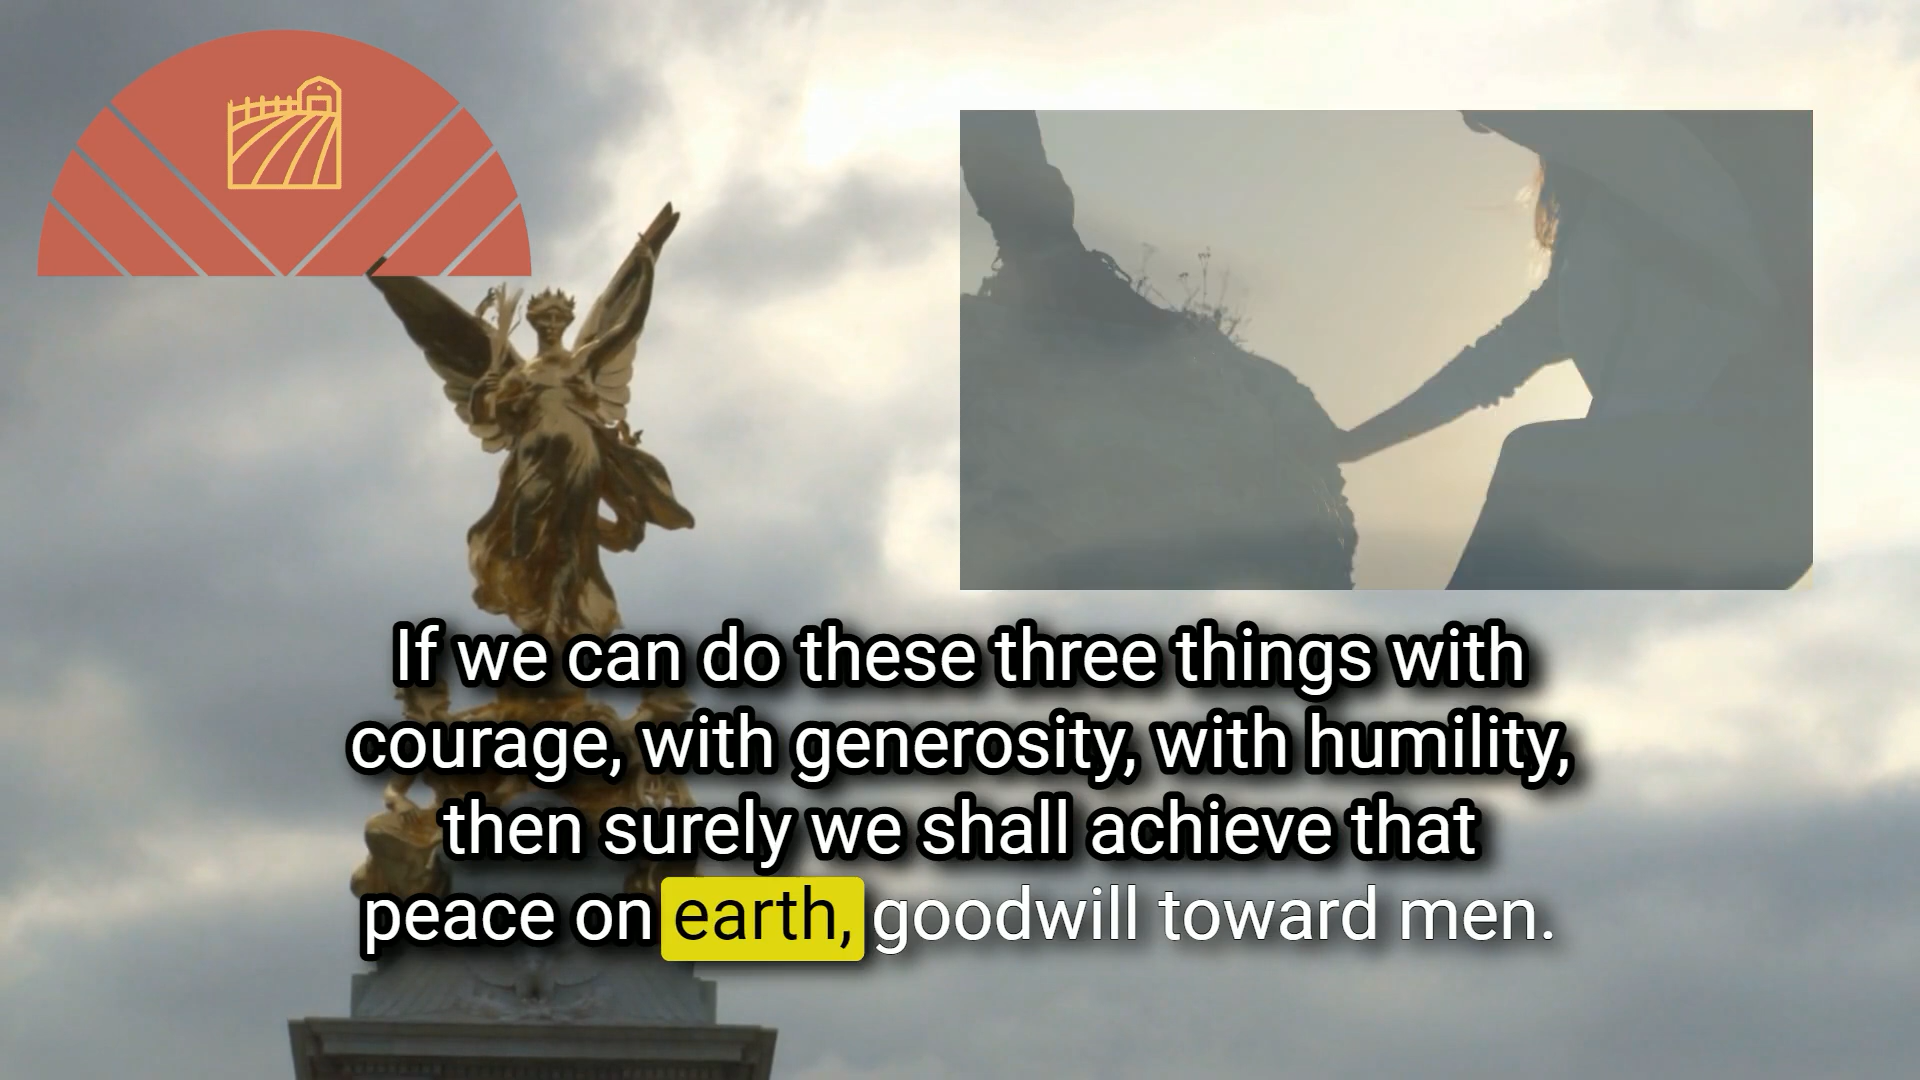 If we can do these three things with
courage, with generosity, with humility,
then surely we shall achieve that
peace on earth, goodwill toward men.